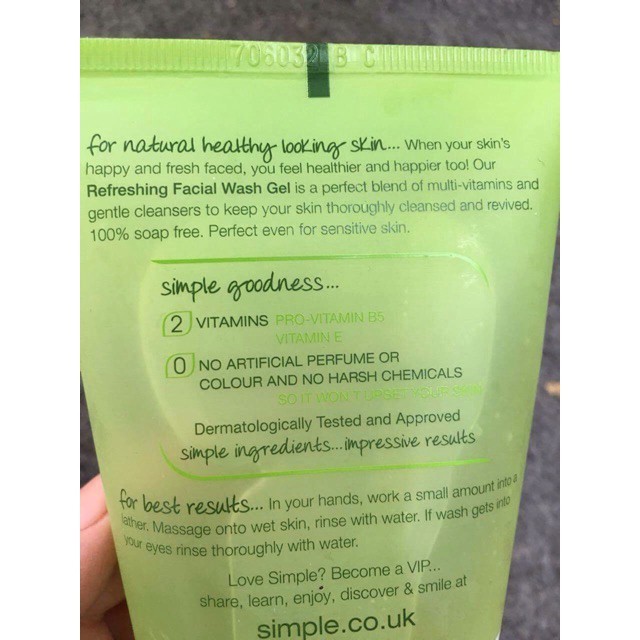 706032 B C
for natural healthy looking skin... When your skin's
happy and fresh faced, you feel healthier and happier too! Our
Refreshing Facial Wash Gel is a perfect blend of multi-vitamins and
gentle cleansers to keep your skin thoroughly cleansed and revived.
100% soap free. Perfect even for sensitive skin.
simple goodness...
2 VITAMINS PRO-VITAMIN B5
VITAMIN E
0 NO ARTIFICIAL PERFUME OR
COLOUR AND NO HARSH CHEMICALS
SO IT WON'T UPSET YOUR SKIN
Dermatologically Tested and Approved
simple ingredients...impressive results
for best results... In your hands, work a small amount into a
lather. Massage onto wet skin, rinse with water. If wash gets into
your eyes rinse thoroughly with water.
Love Simple? Become a VIP...
share, learn, enjoy, discover & smile at
simple.co.uk